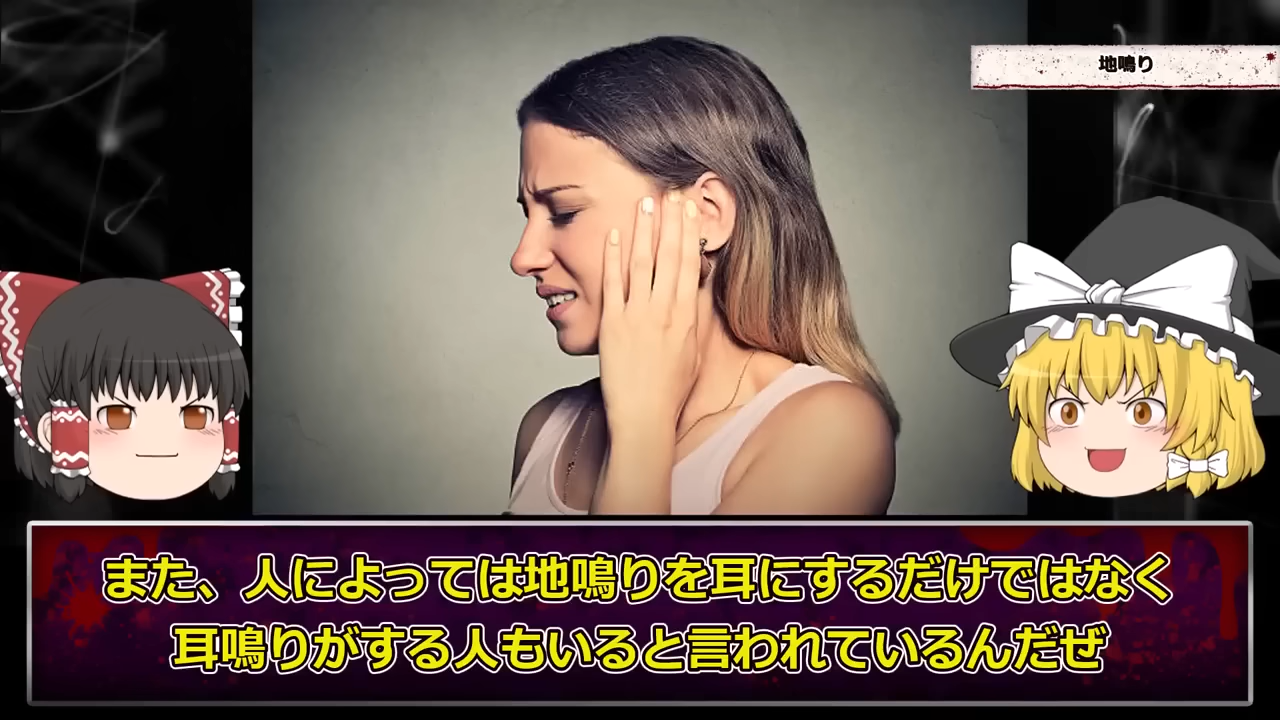 地鳴り
また、人によっては地鳴りを耳にするだけではなく
耳鳴りがする人もいると言われているんだぜ